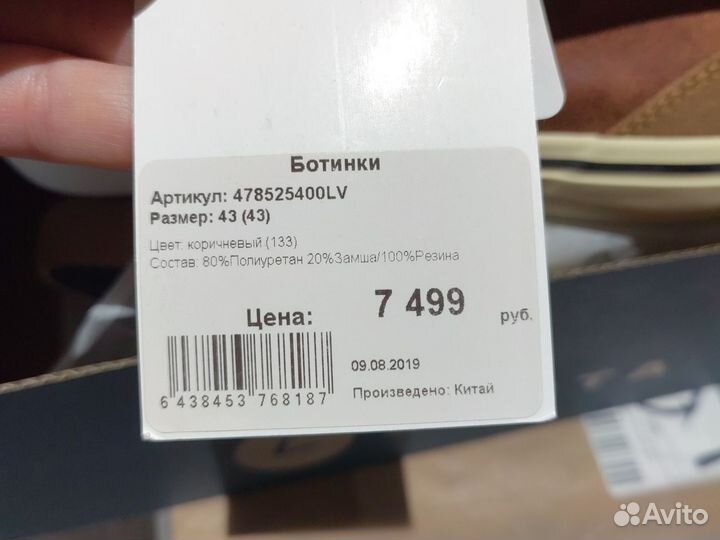 Ботинки
Артикул: 478525400LV
Размер: 43 (43)
Цвет: коричневый (133)
Состав: 80%Полиуретан 20%Замша/100%Резина
Цена: 7 499 руб.
09.08.2019
6 438453 768187
Произведено: Китай
Avito